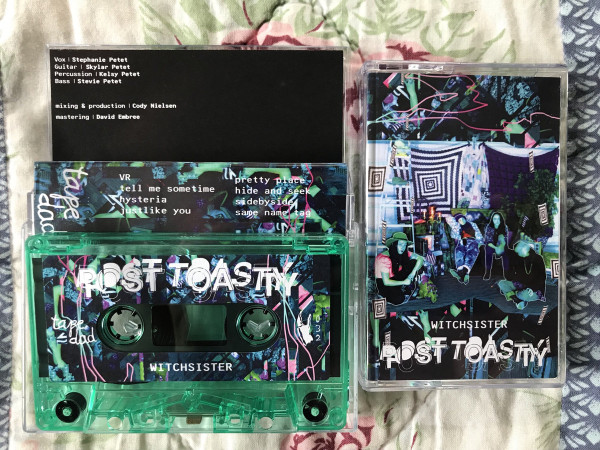 Vox | Stephanie Petet
Guitar | Skylar Petet
Percussion | Kelsy Petet
Bass | Stevie Petet
mixing & production | Cody Nielsen
mastering | David Embree
tape
dad
VR
tell me sometime
hysteria
justlike you
pretty place
hide and seek
sidebyside
same name tag
POST TOASTY
tape
dad
WITCHSISTER
WITCHSISTER
POST TOASTY